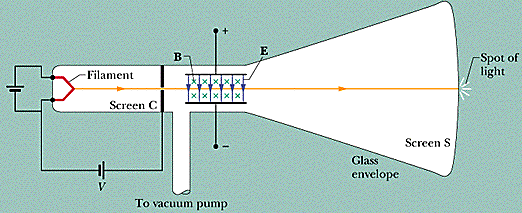 +
B
E
Filament
Spot of
light
Screen C
Screen S
V
–
Glass
envelope
To vacuum pump